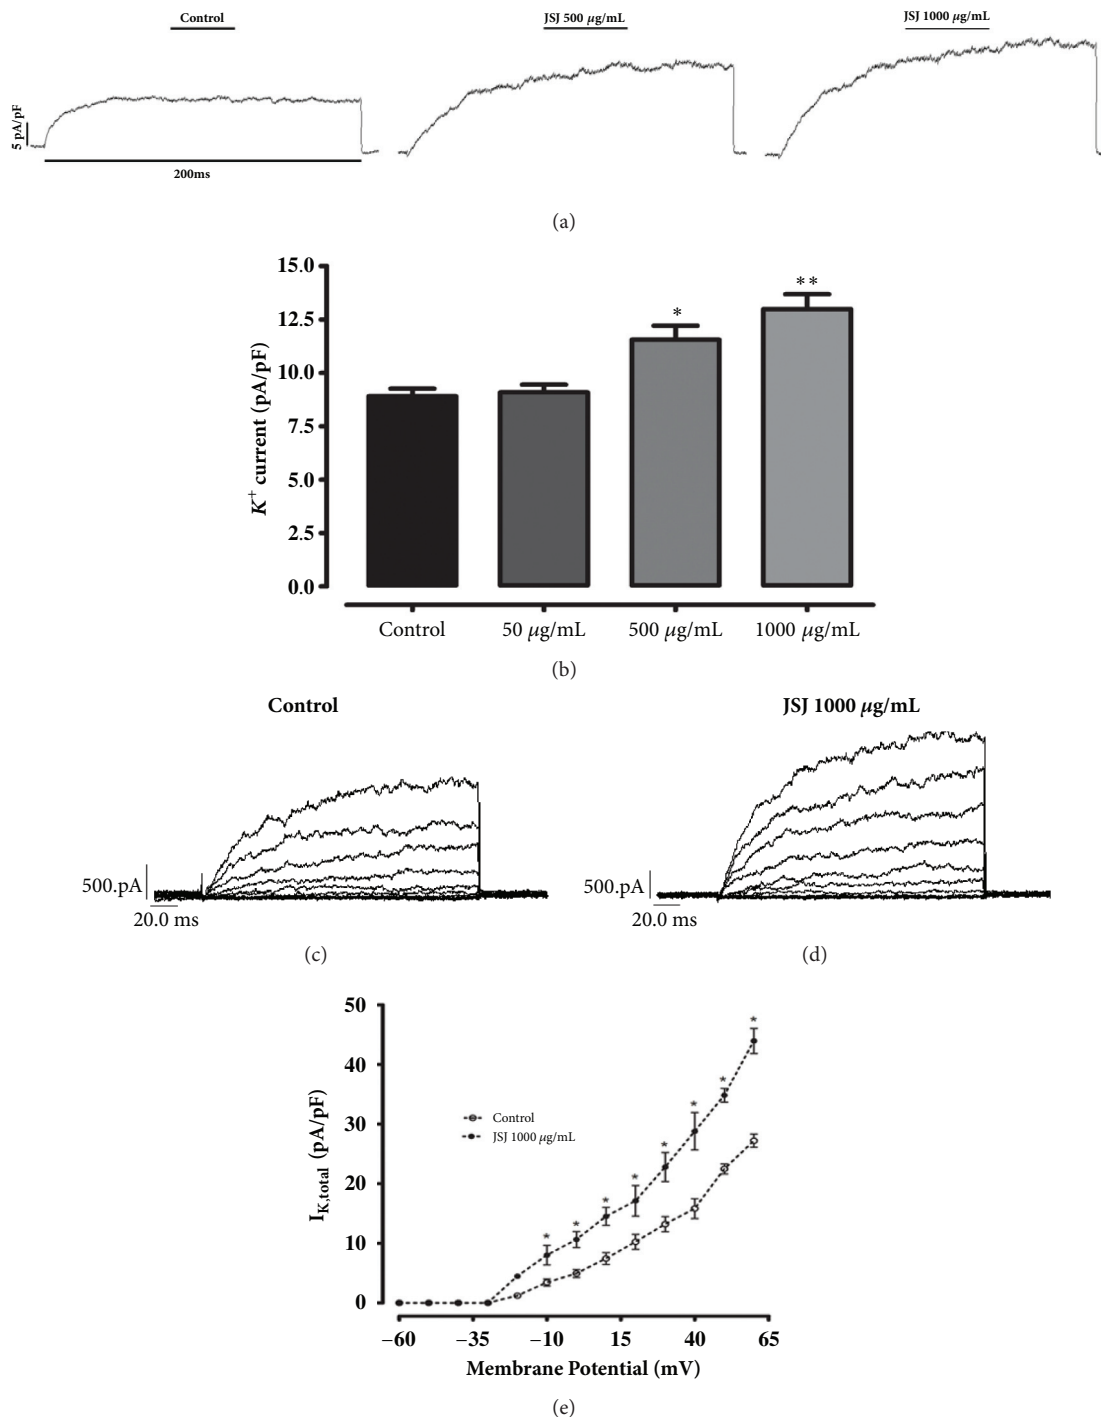 Control
JSJ 500 μg/mL
JSJ 1000 μg/mL
5 pA/pF
200ms
(a)
15.0
12.5
10.0
7.5
5.0
2.5
0.0
K+ current (pA/pF)
*
**
Control
50 μg/mL
500 μg/mL
1000 μg/mL
(b)
Control
500.pA
20.0 ms
(c)
JSJ 1000 μg/mL
500.pA
20.0 ms
(d)
50
40
30
20
10
0
IK,total (pA/pF)
Control
JSJ 1000 μg/mL
* * * * * * * *
−60 −35 −10 15 40 65
Membrane Potential (mV)
(e)